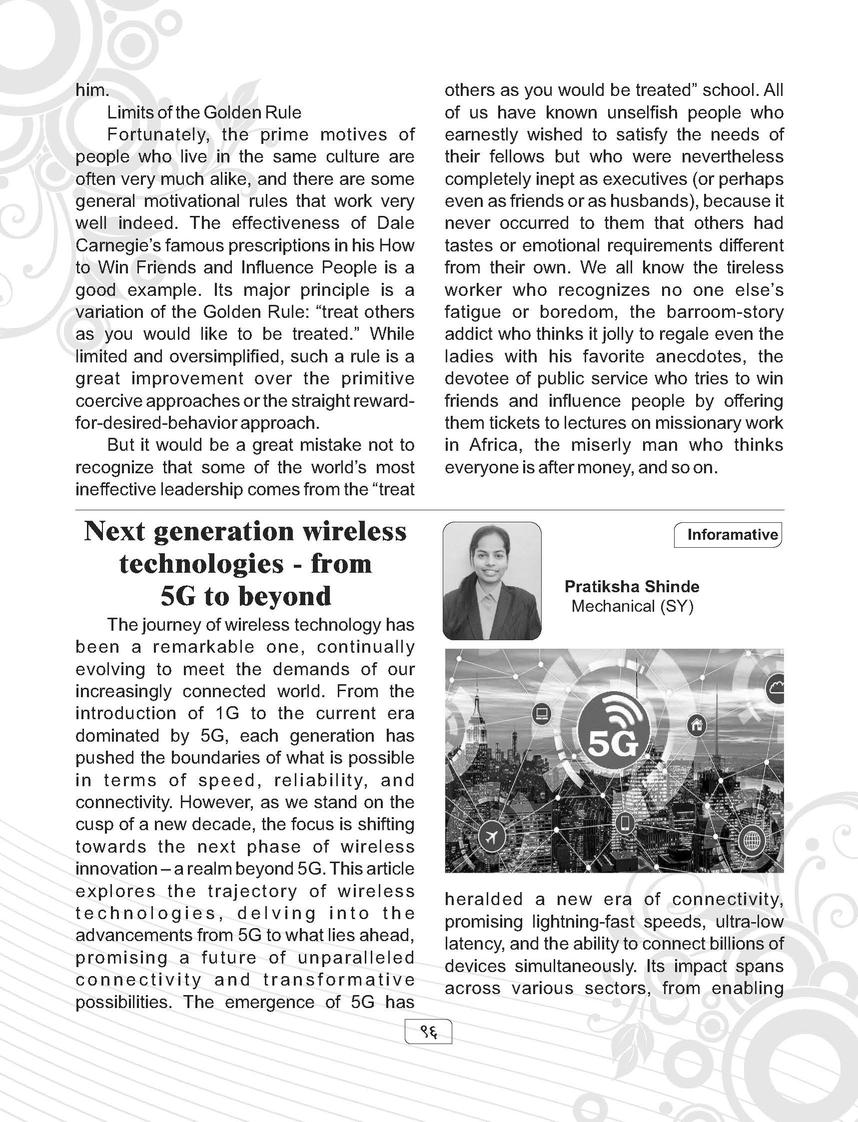 him.
Limits of the Golden Rule
Fortunately, the prime motives of
people who live in the same culture are
often very much alike, and there are some
general motivational rules that work very
well indeed. The effectiveness of Dale
Carnegie’s famous prescriptions in his How
to Win Friends and Influence People is a
good example. Its major principle is a
variation of the Golden Rule: “treat others
as you would like to be treated.” While
limited and oversimplified, such a rule is a
great improvement over the primitive
coercive approaches or the straight reward-
for-desired-behavior approach.
But it would be a great mistake not to
recognize that some of the world’s most
ineffective leadership comes from the “treat
others as you would be treated” school. All
of us have known unselfish people who
earnestly wished to satisfy the needs of
their fellows but who were nevertheless
completely inept as executives (or perhaps
even as friends or as husbands), because it
never occurred to them that others had
tastes or emotional requirements different
from their own. We all know the tireless
worker who recognizes no one else’s
fatigue or boredom, the barroom-story
addict who thinks it jolly to regale even the
ladies with his favorite anecdotes, the
devotee of public service who tries to win
friends and influence people by offering
them tickets to lectures on missionary work
in Africa, the miserly man who thinks
everyone is after money, and so on.
Next generation wireless
technologies - from
5G to beyond
Inforamative
Pratiksha Shinde
Mechanical (SY)
The journey of wireless technology has
been a remarkable one, continually
evolving to meet the demands of our
increasingly connected world. From the
introduction of 1G to the current era
dominated by 5G, each generation has
pushed the boundaries of what is possible
in terms of speed, reliability, and
connectivity. However, as we stand on the
cusp of a new decade, the focus is shifting
towards the next phase of wireless
innovation – a realm beyond 5G. This article
explores the trajectory of wireless
technologies, delving into the
advancements from 5G to what lies ahead,
promising a future of unparalleled
connectivity and transformative
possibilities. The emergence of 5G has
5G
heralded a new era of connectivity,
promising lightning-fast speeds, ultra-low
latency, and the ability to connect billions of
devices simultaneously. Its impact spans
across various sectors, from enabling
९६